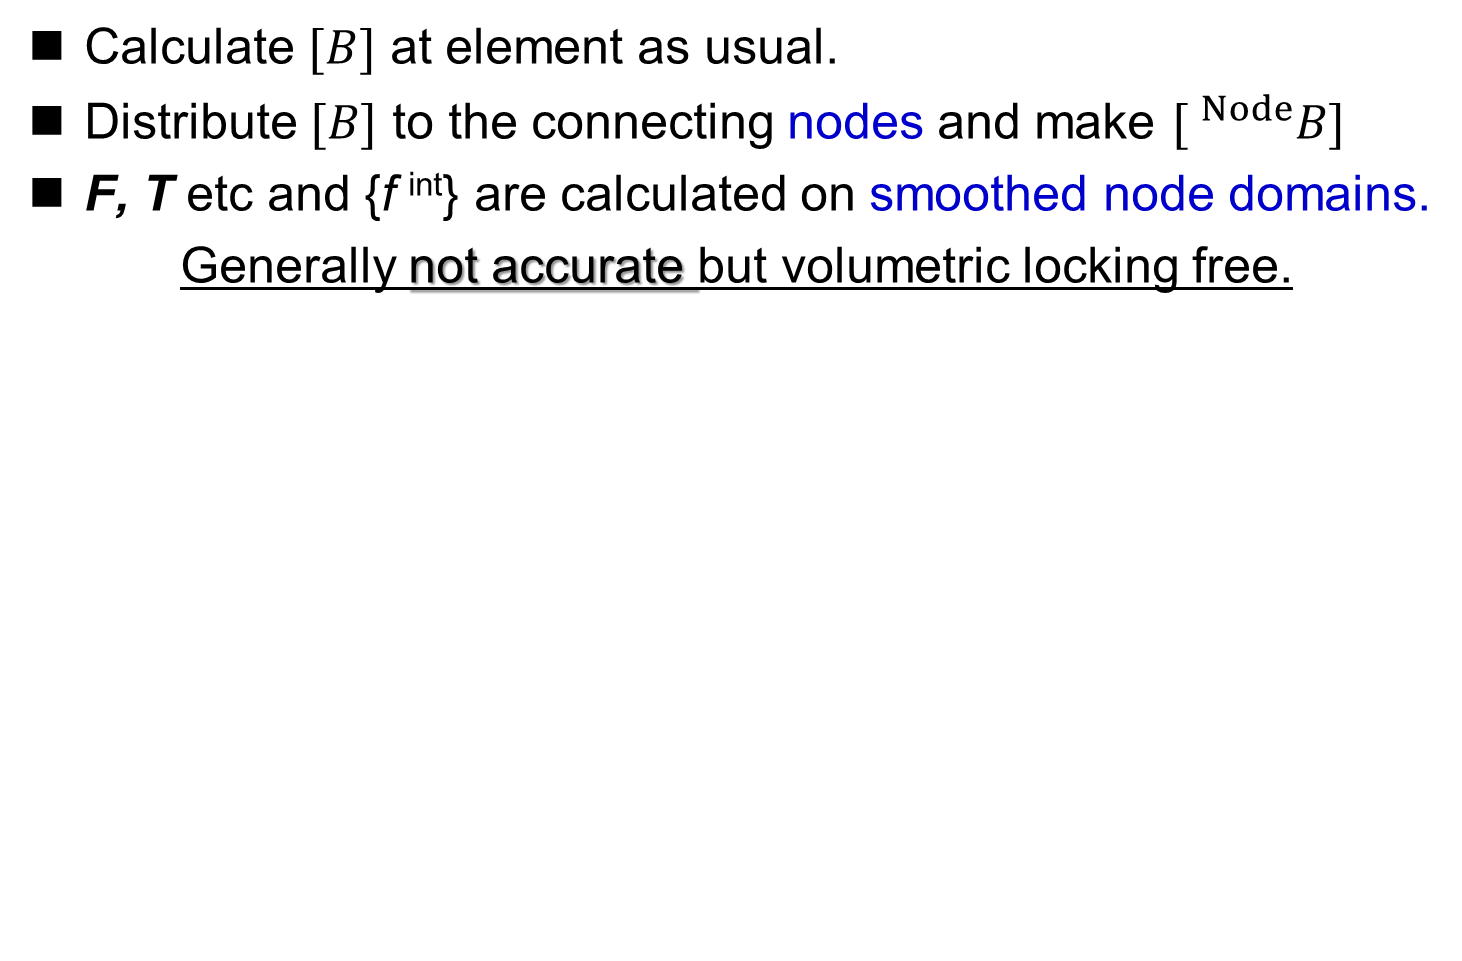 ■ Calculate [B] at element as usual.
■ Distribute [B] to the connecting nodes and make [ ᴺᵒᵈᵉB]
■ F, T etc and {f ⁱⁿᵗ} are calculated on smoothed node domains.
Generally not accurate but volumetric locking free.